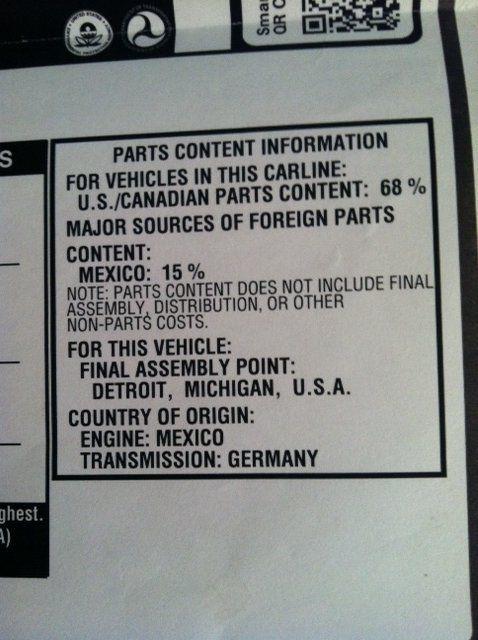 Smar
QR C
S
PARTS CONTENT INFORMATION
FOR VEHICLES IN THIS CARLINE:
U.S./CANADIAN PARTS CONTENT: 68 %
MAJOR SOURCES OF FOREIGN PARTS
CONTENT:
MEXICO: 15 %
NOTE: PARTS CONTENT DOES NOT INCLUDE FINAL
ASSEMBLY, DISTRIBUTION, OR OTHER
NON-PARTS COSTS.
FOR THIS VEHICLE:
FINAL ASSEMBLY POINT:
DETROIT, MICHIGAN, U.S.A.
COUNTRY OF ORIGIN:
ENGINE: MEXICO
TRANSMISSION: GERMANY
ghest.
A)